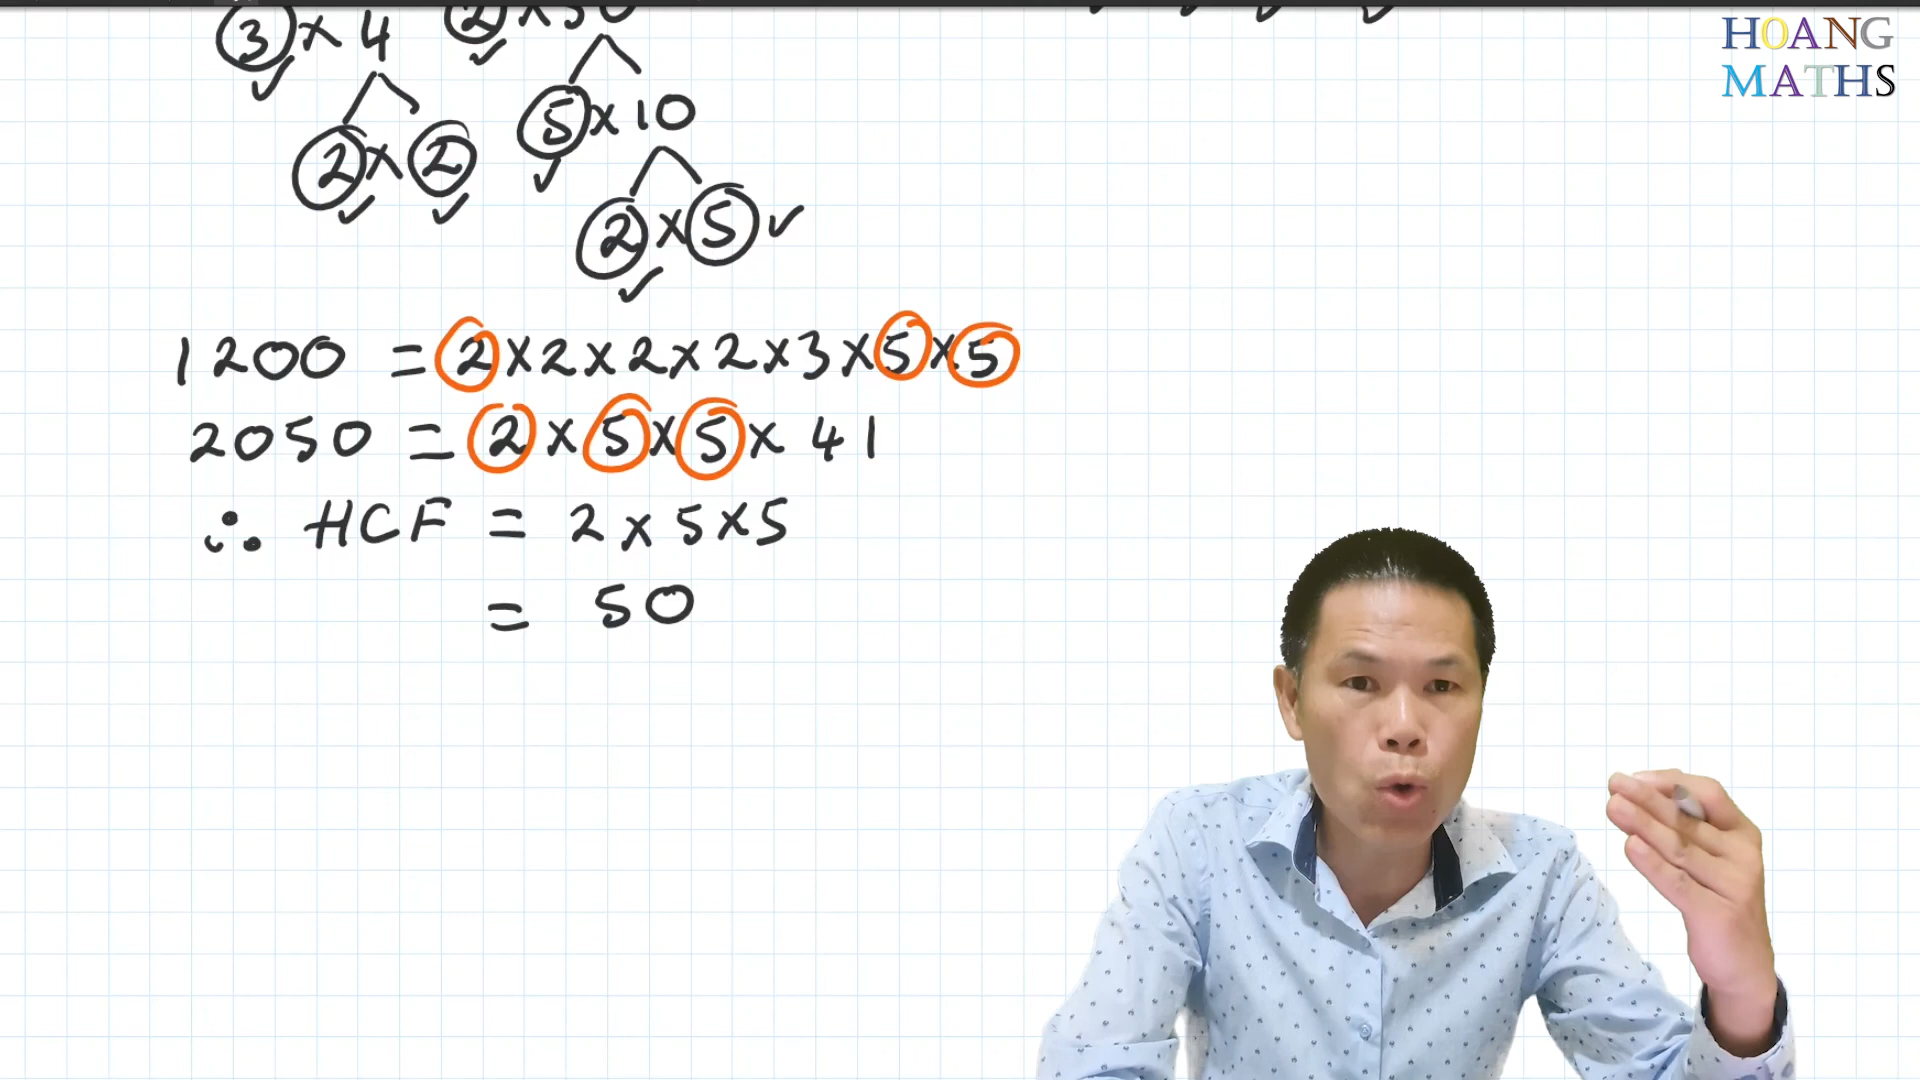 HOANG
MATHS
3 × 4
2 × 2
5 × 10
2 × 5
1200 = 2×2×2×2×3×5×5
2050 = 2×5×5×41
∴ HCF = 2×5×5
= 50